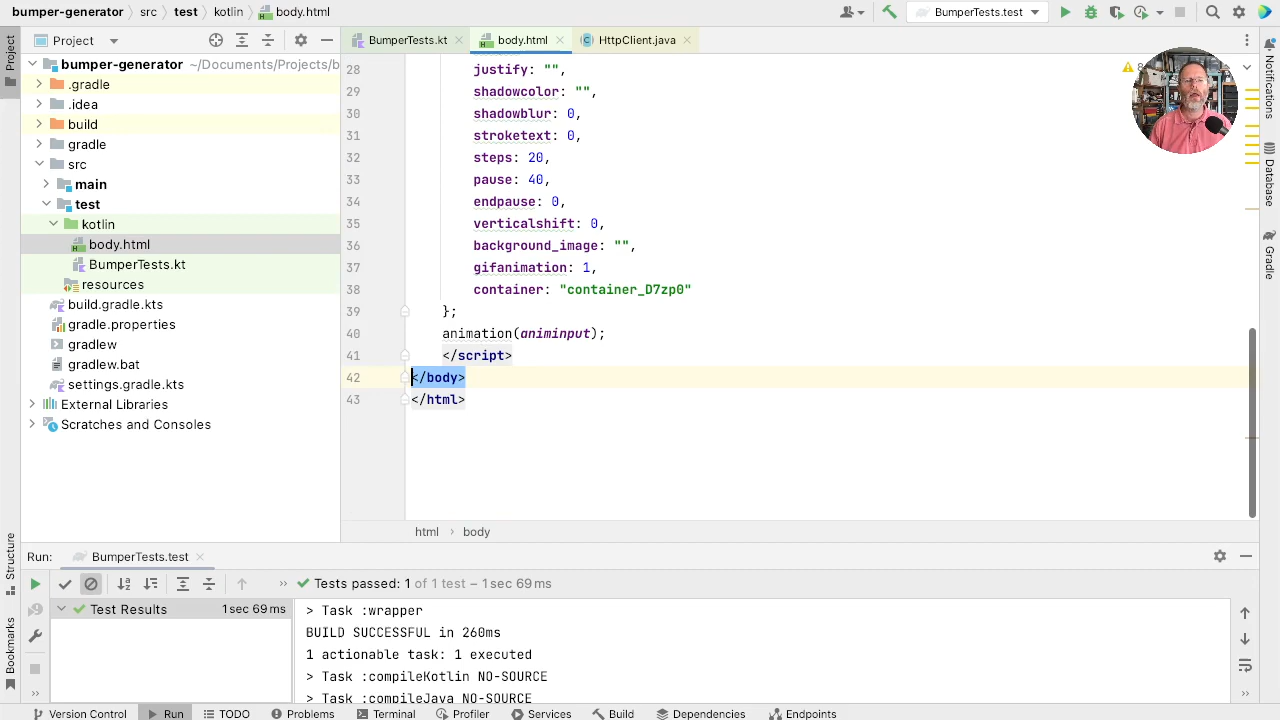 bumper-generator > src > test > kotlin > body.html
BumperTests.test
Project
BumperTests.kt
body.html
HttpClient.java
Project
bumper-generator ~/Documents/Projects/b
.gradle
.idea
build
gradle
src
main
test
kotlin
body.html
BumperTests.kt
resources
build.gradle.kts
gradle.properties
gradlew
gradlew.bat
settings.gradle.kts
External Libraries
Scratches and Consoles
28 justify: "",
29 shadowcolor: "",
30 shadowblur: 0,
31 stroketext: 0,
32 steps: 20,
33 pause: 40,
34 endpause: 0,
35 verticalshift: 0,
36 background_image: "",
37 gifanimation: 1,
38 container: "container_D7zp0"
39 };
40 animation(animinput);
41 </script>
42 </body>
43 </html>
html > body
Notifications
Database
Gradle
Structure
Bookmarks
Run: BumperTests.test
Tests passed: 1 of 1 test – 1 sec 69 ms
Test Results 1 sec 69 ms
> Task :wrapper
BUILD SUCCESSFUL in 260ms
1 actionable task: 1 executed
> Task :compileKotlin NO-SOURCE
> Task :compileJava NO-SOURCE
Version Control Run TODO Problems Terminal Profiler Services Build Dependencies Endpoints